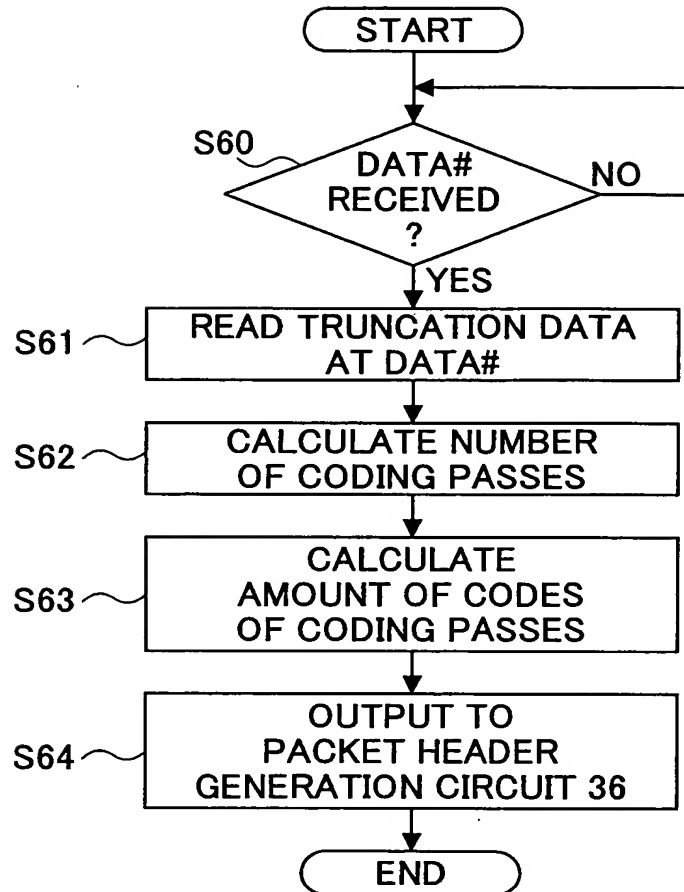 START
S60
DATA#
RECEIVED
?
NO
YES
S61
READ TRUNCATION DATA
AT DATA#
S62
CALCULATE NUMBER
OF CODING PASSES
S63
CALCULATE
AMOUNT OF CODES
OF CODING PASSES
S64
OUTPUT TO
PACKET HEADER
GENERATION CIRCUIT 36
END